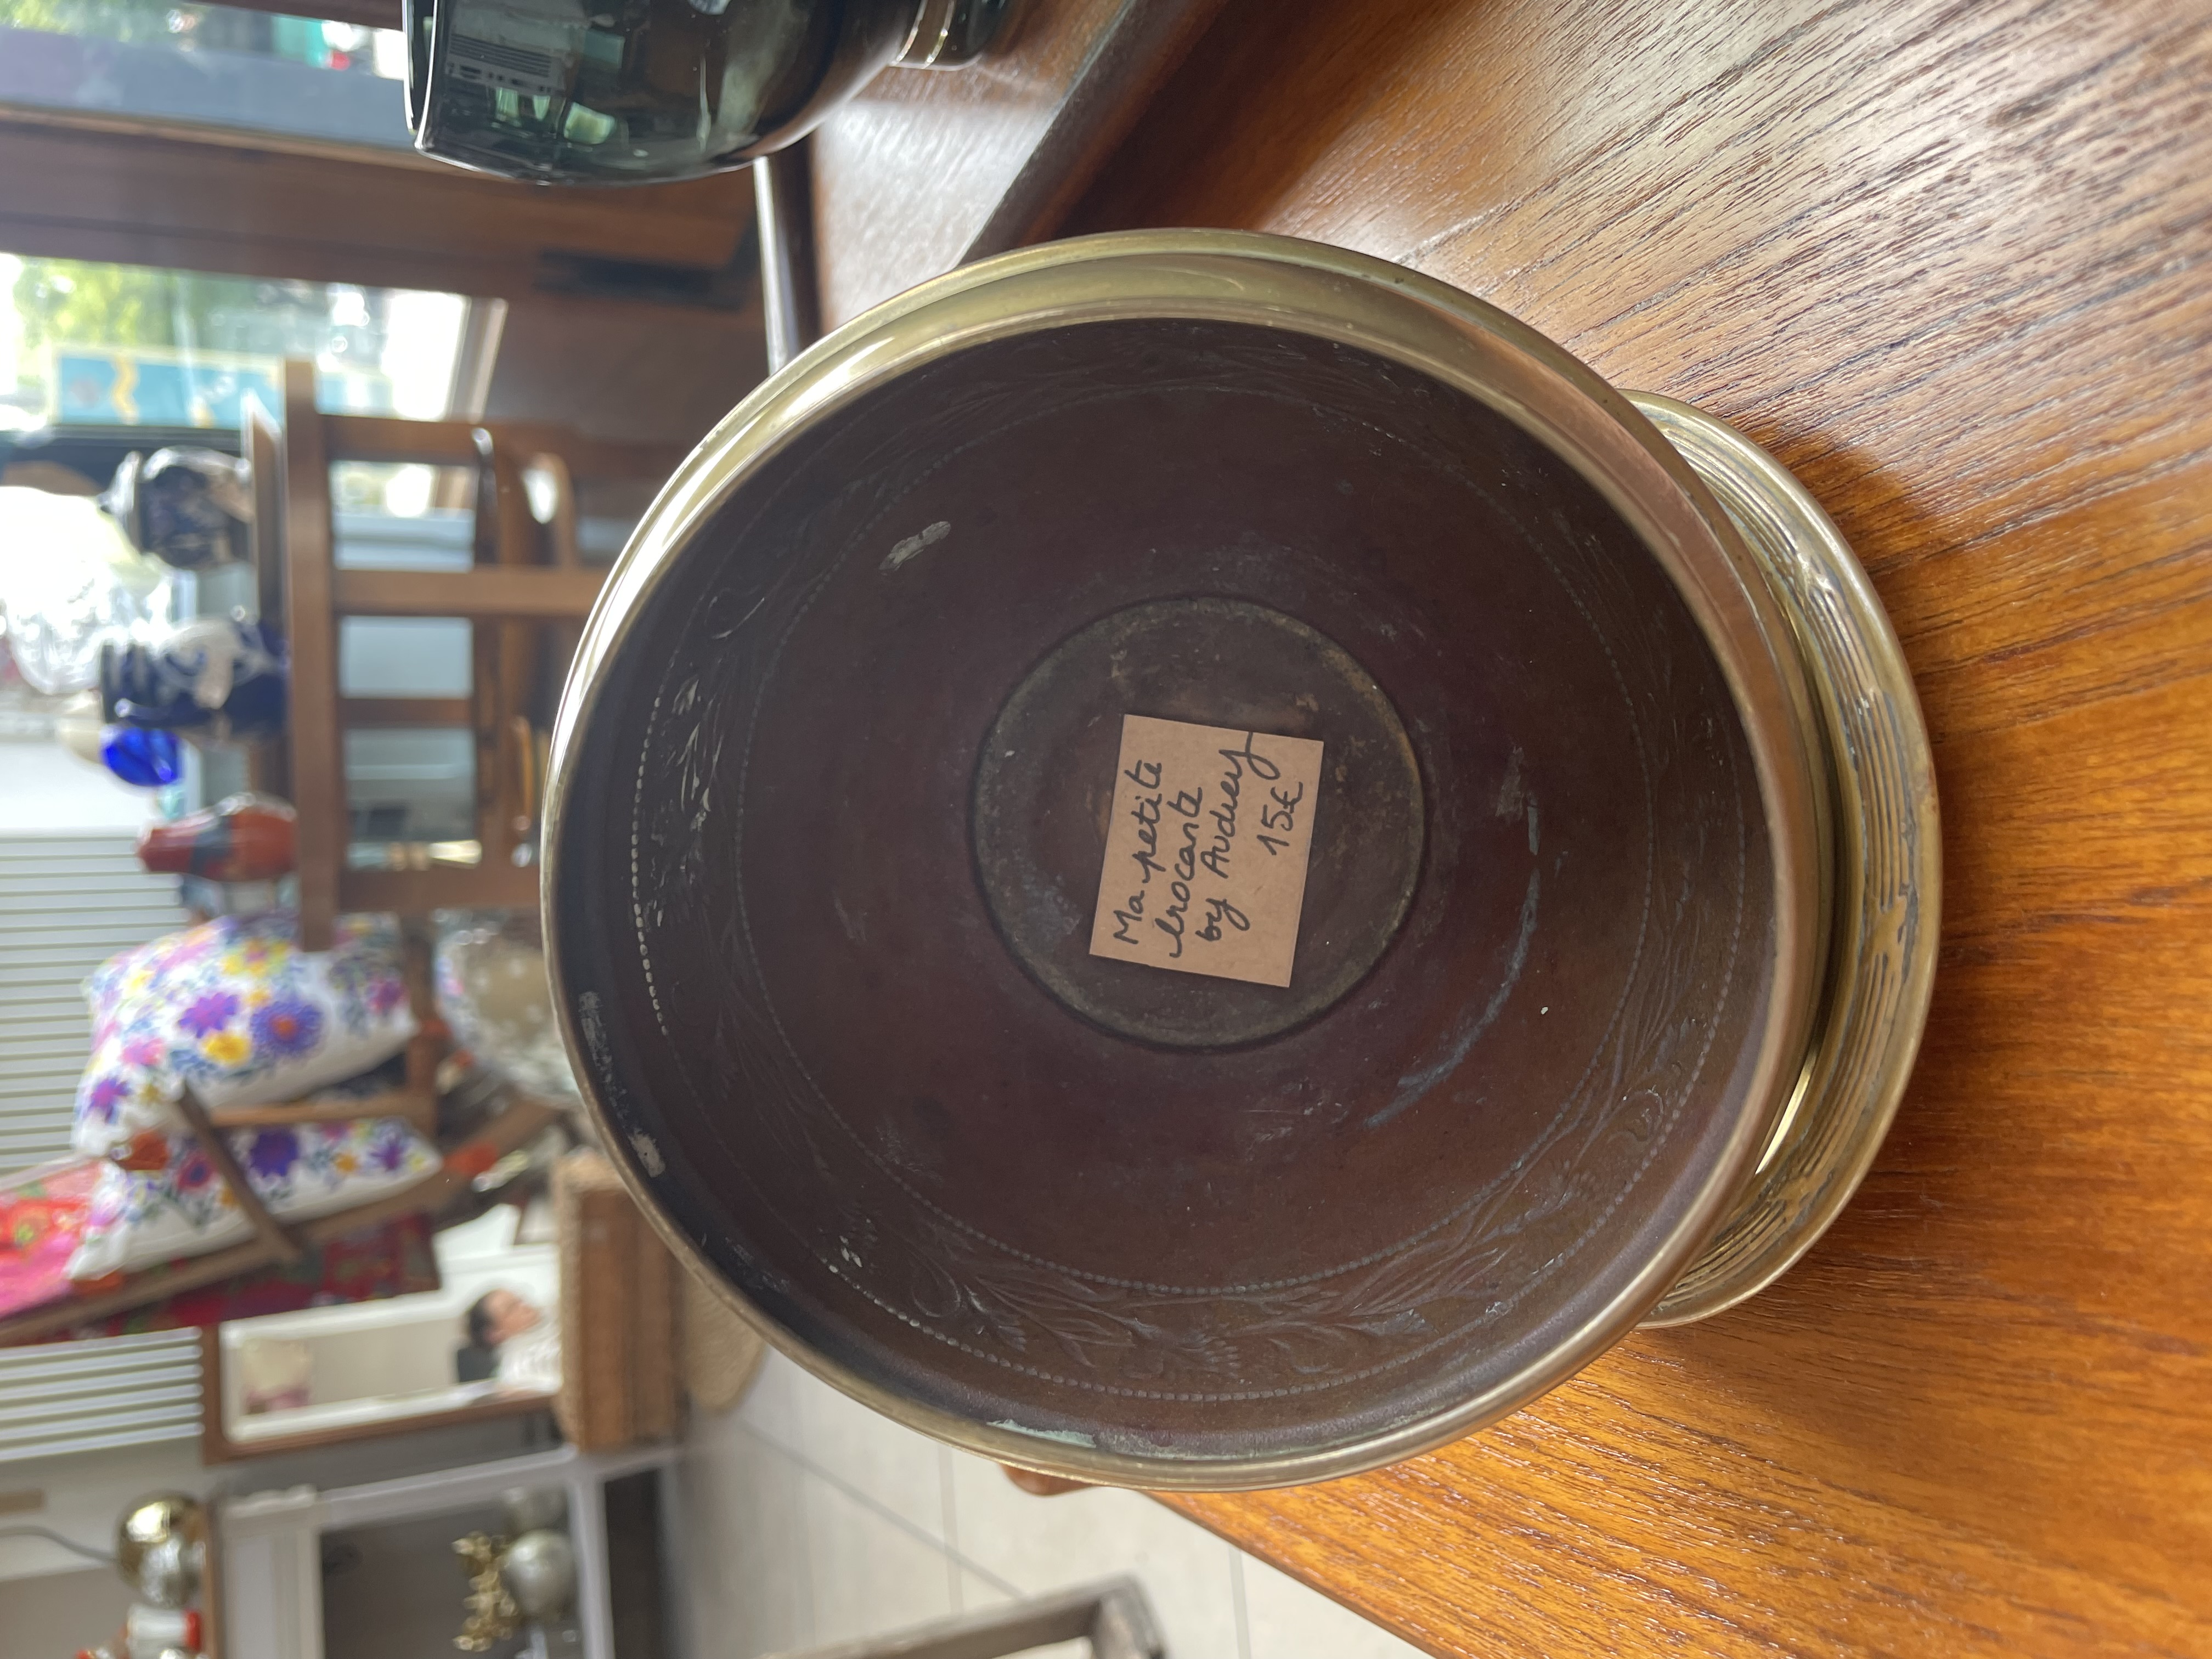 Ma petite
brocante
by Audrey
15€